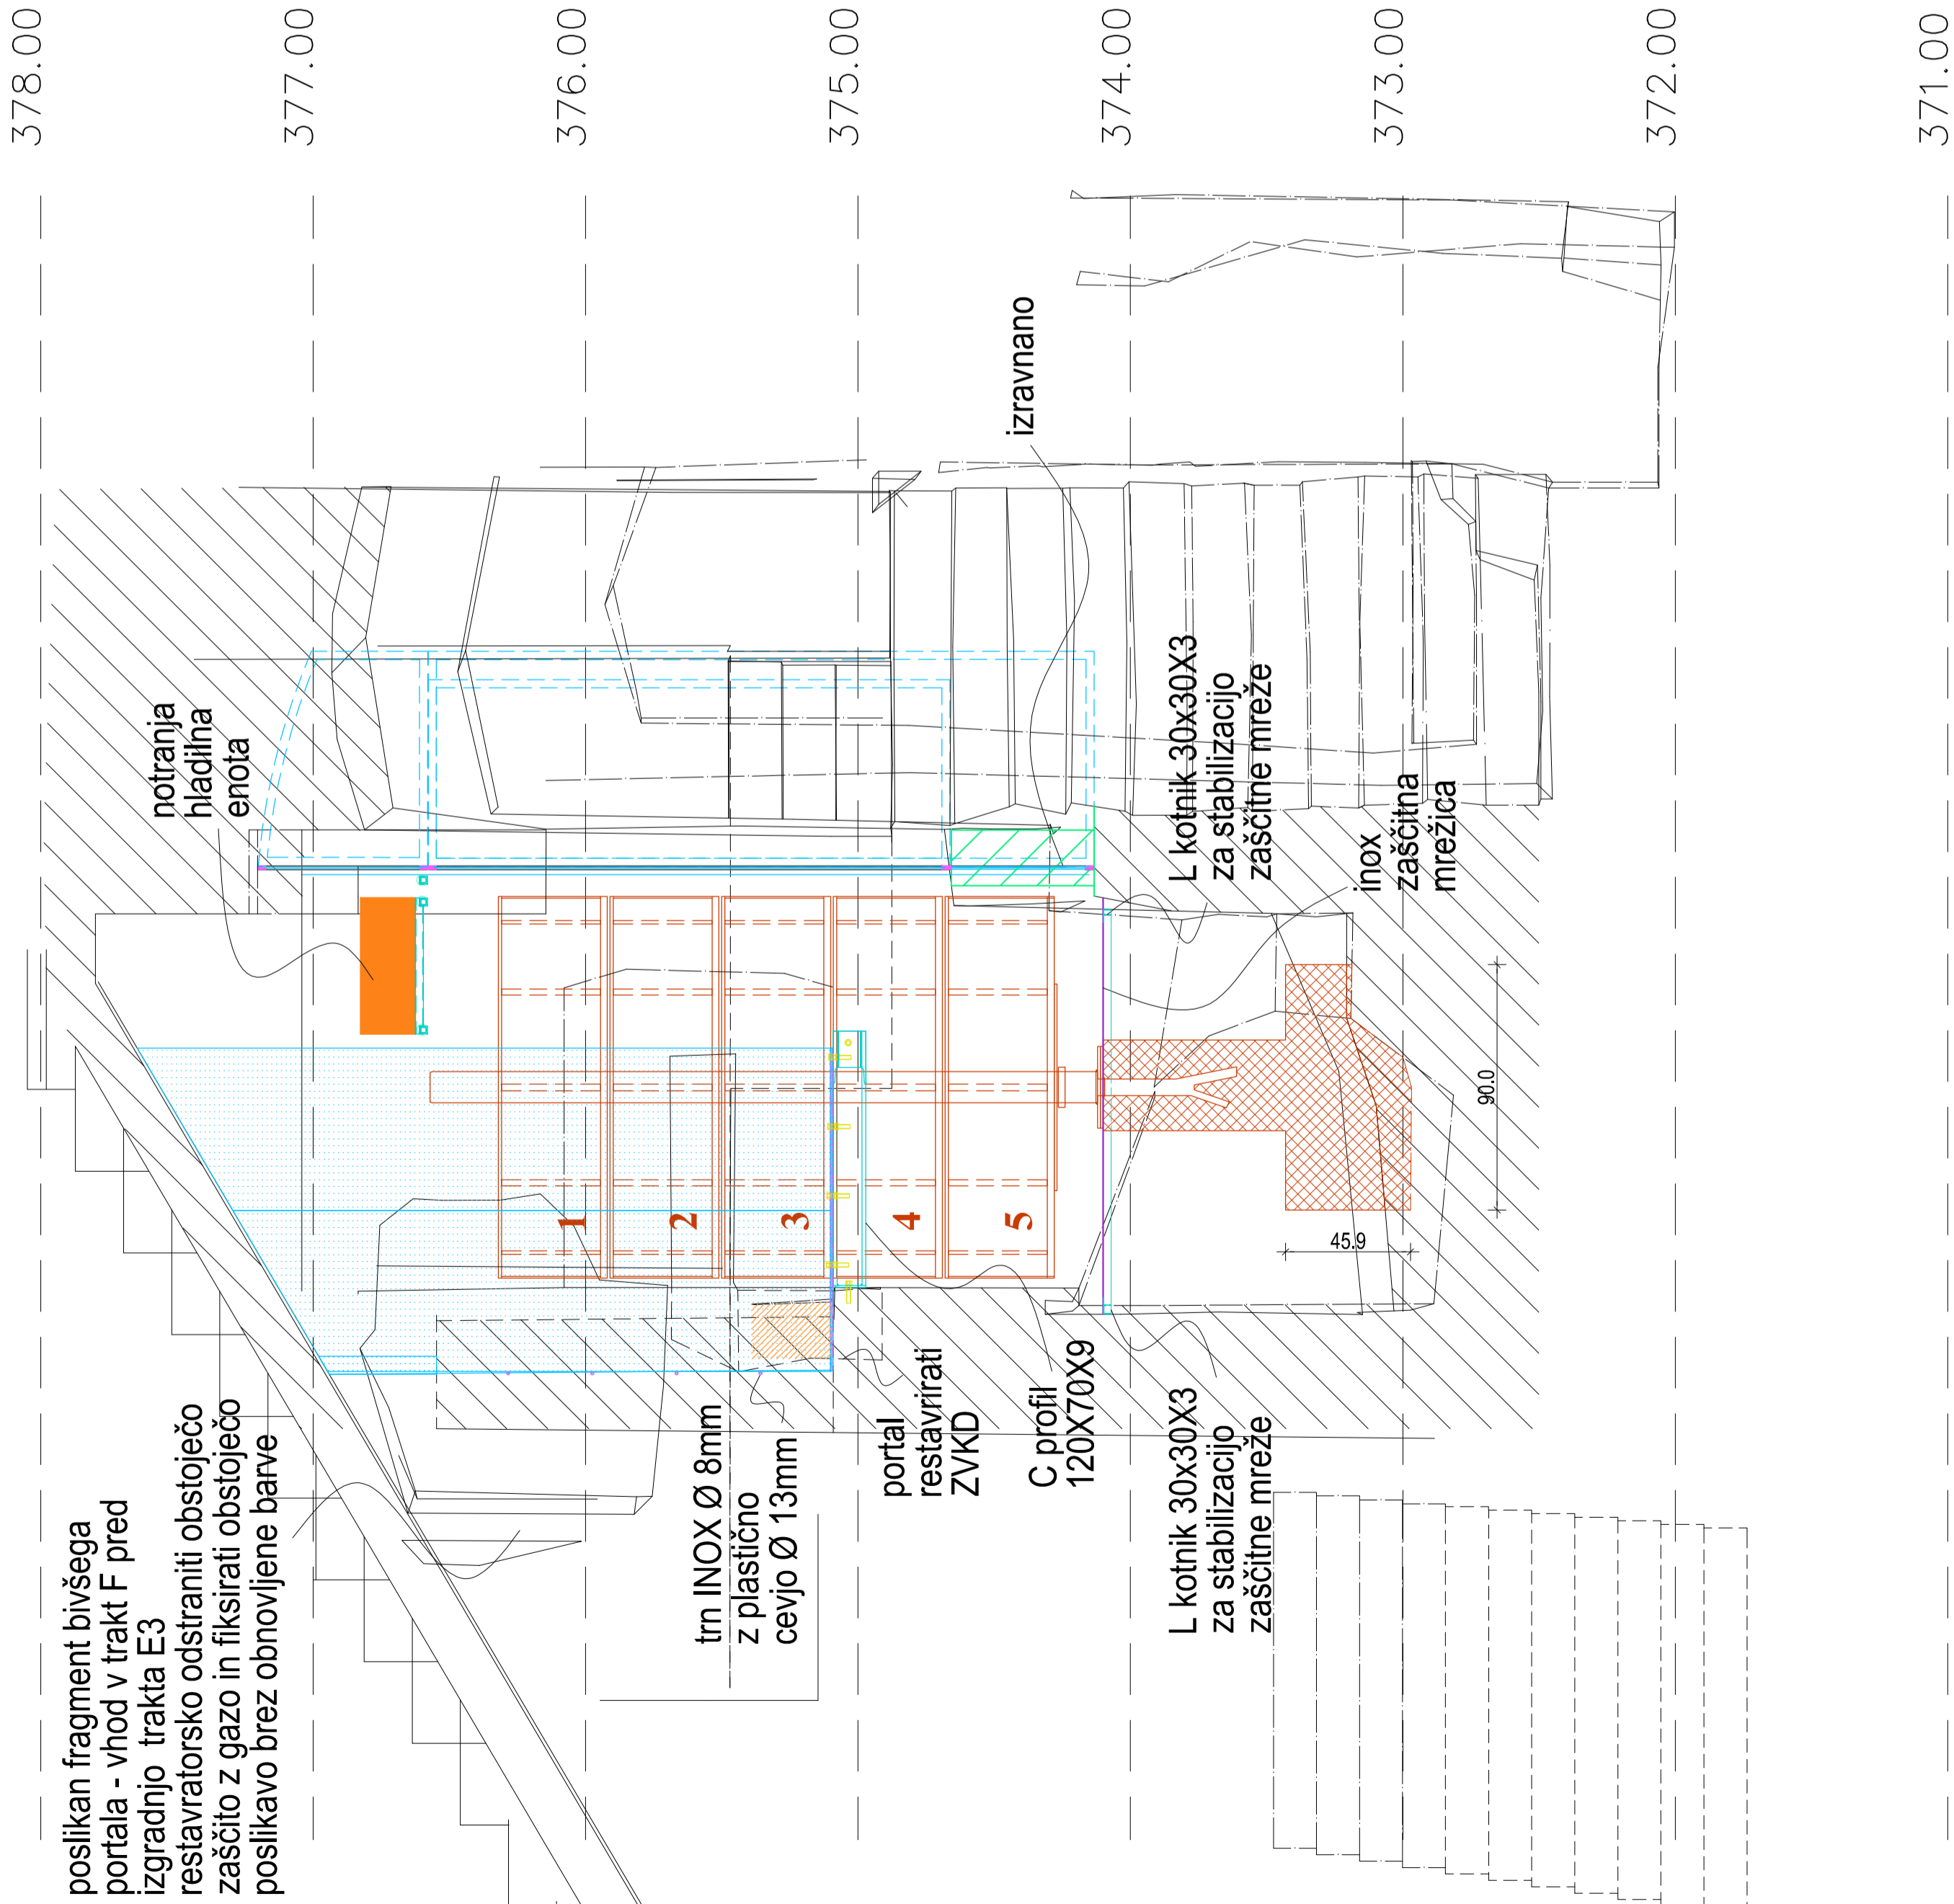 378.00
377.00
376.00
375.00
374.00
373.00
372.00
371.00
izravnano
notranja
hladilna
enota
L kotnik 30x30X3
za stabilizacijo
zaščitne mreže
inox
zaščitna
mrežica
90.0
45.9
1
2
3
4
5
poslikan fragment bivšega
portala - vhod v trakt F pred
izgradnjo trakta E3
restavratorsko odstraniti obstoječo
zaščito z gazo in fiksirati obstoječo
poslikavo brez obnovljene barve
trn INOX Ø 8mm
z plastično
cevjo Ø 13mm
portal
restavrirati
ZVKD
C profil
120X70X9
L kotnik 30x30X3
za stabilizacijo
zaščitne mreže